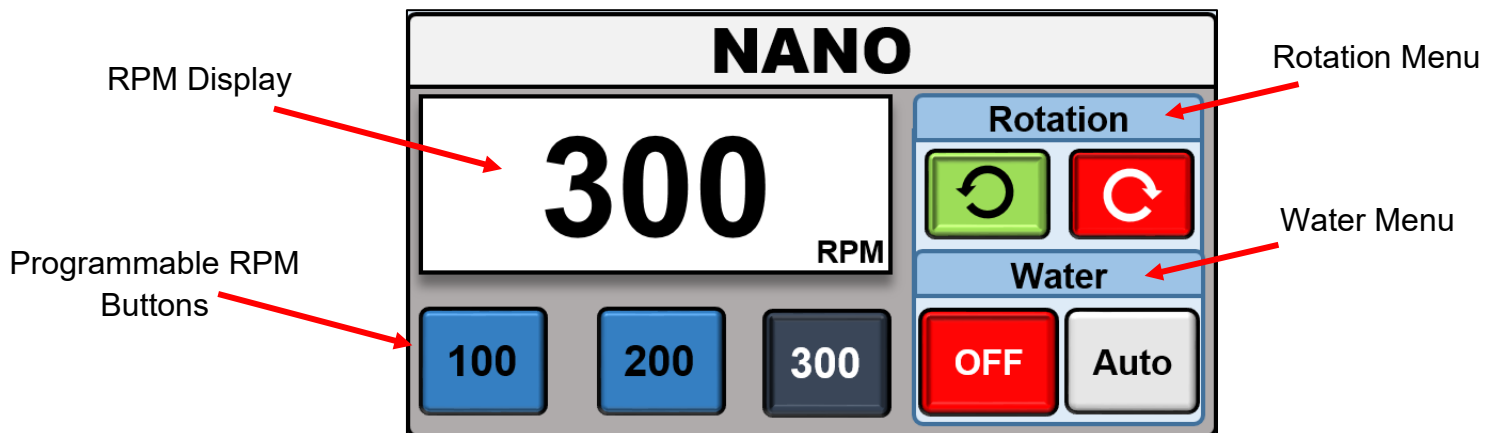 NANO
RPM Display
Rotation Menu
300
RPM
Rotation
Water Menu
Water
Programmable RPM
Buttons
100
200
300
OFF
Auto